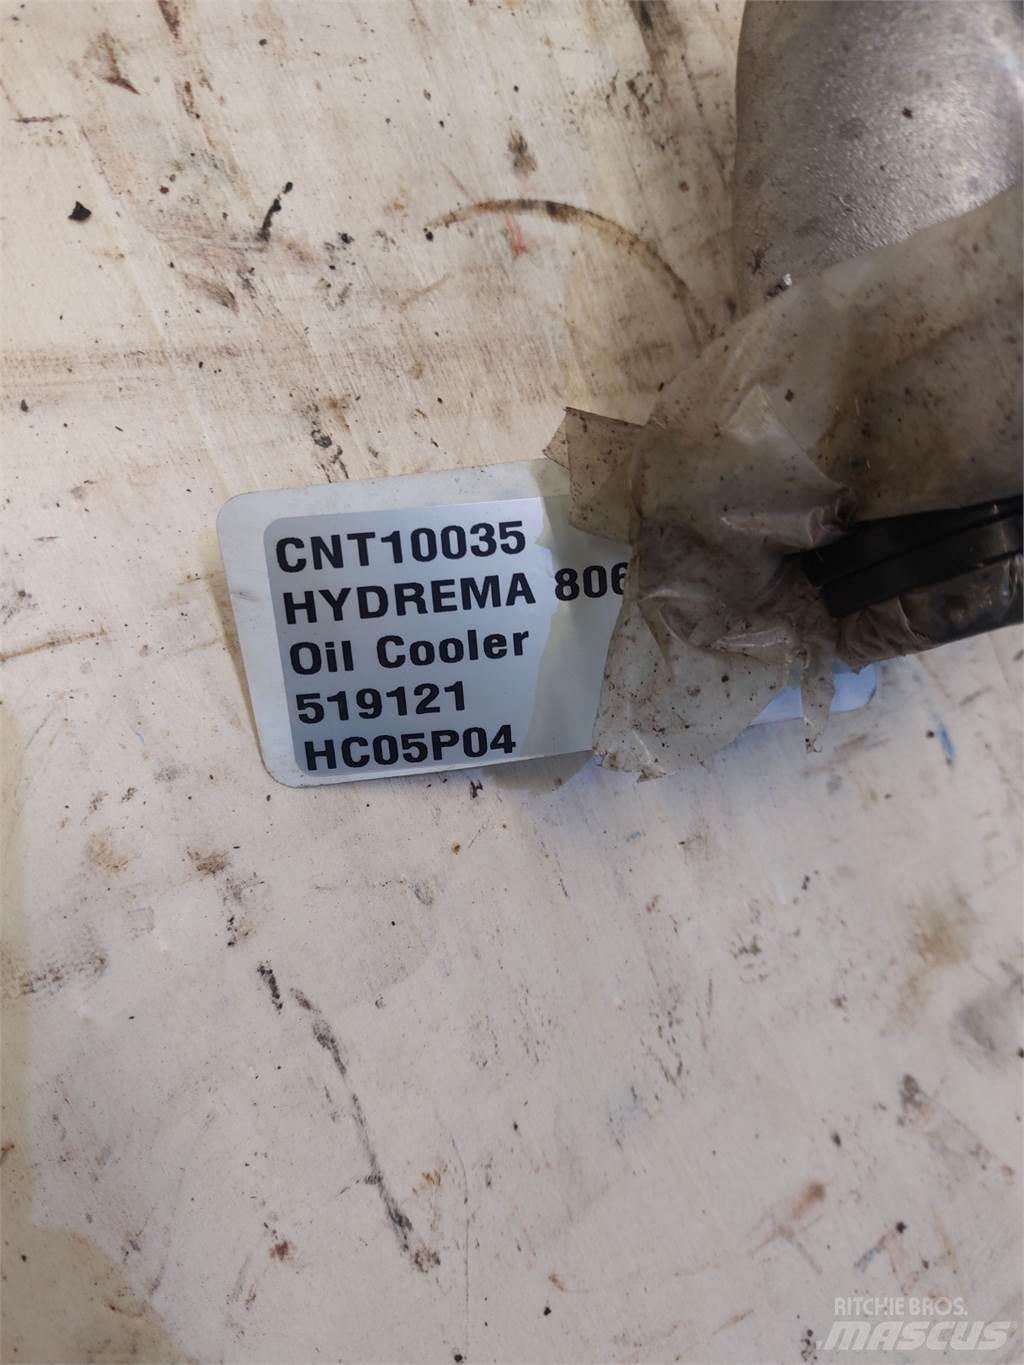 CNT10035
HYDREMA 806
Oil Cooler
519121
HC05P04
RITCHIE BROS.
MASCUS